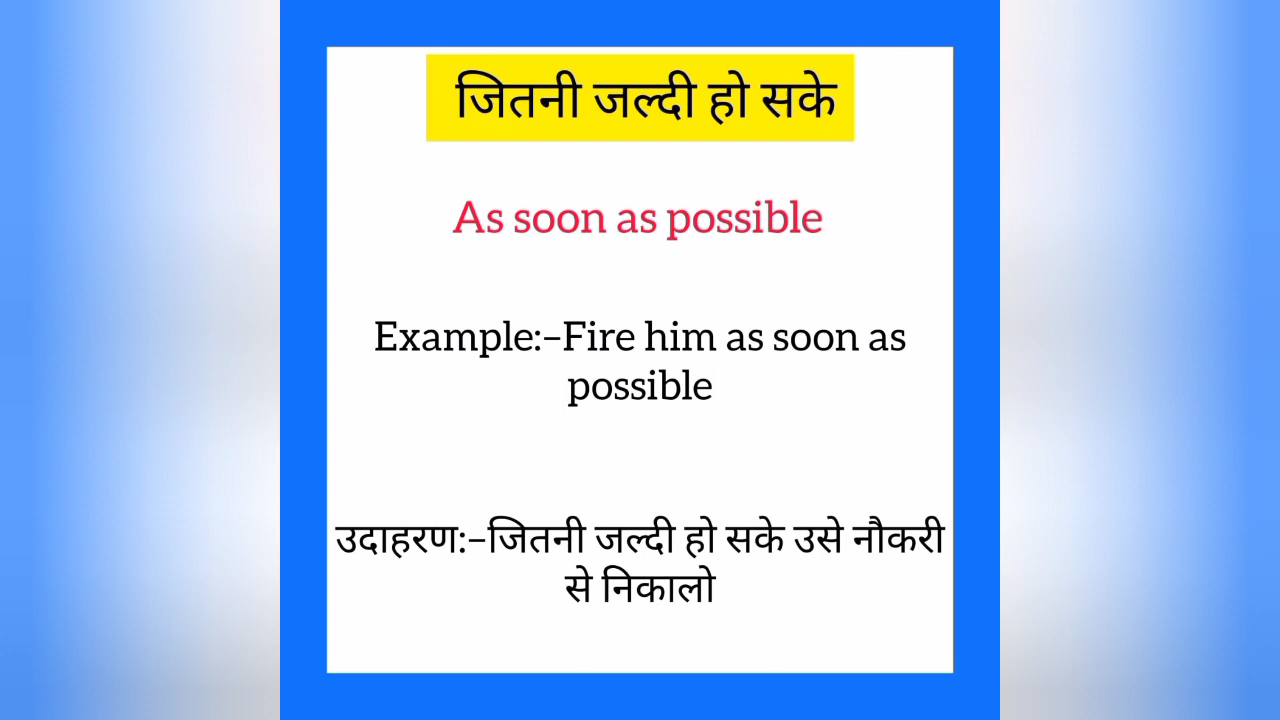 जितनी जल्दी हो सके
As soon as possible
Example:–Fire him as soon as
possible
उदाहरण:–जितनी जल्दी हो सके उसे नौकरी
से निकालो